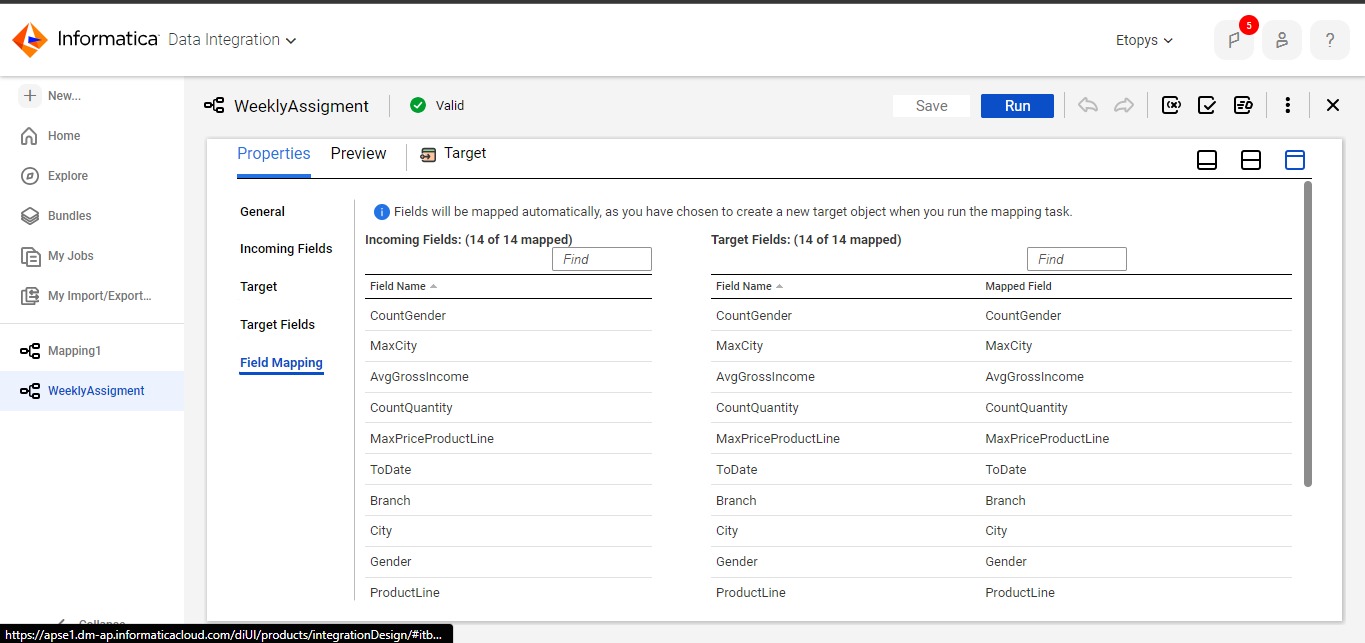 Informatica Data Integration
Etopys
5
?
New...
Home
Explore
Bundles
My Jobs
My Import/Export...
Mapping1
WeeklyAssigment
WeeklyAssigment
Valid
Save
Run
Properties Preview Target
General
Incoming Fields
Target
Target Fields
Field Mapping
Fields will be mapped automatically, as you have chosen to create a new target object when you run the mapping task.
Incoming Fields: (14 of 14 mapped) Target Fields: (14 of 14 mapped)
Find Find
Field Name Field Name Mapped Field
CountGender CountGender CountGender
MaxCity MaxCity MaxCity
AvgGrossIncome AvgGrossIncome AvgGrossIncome
CountQuantity CountQuantity CountQuantity
MaxPriceProductLine MaxPriceProductLine MaxPriceProductLine
ToDate ToDate ToDate
Branch Branch Branch
City City City
Gender Gender Gender
ProductLine ProductLine ProductLine
Collapse
https://apse1.dm-ap.informaticacloud.com/diUI/products/integrationDesign/#itb...